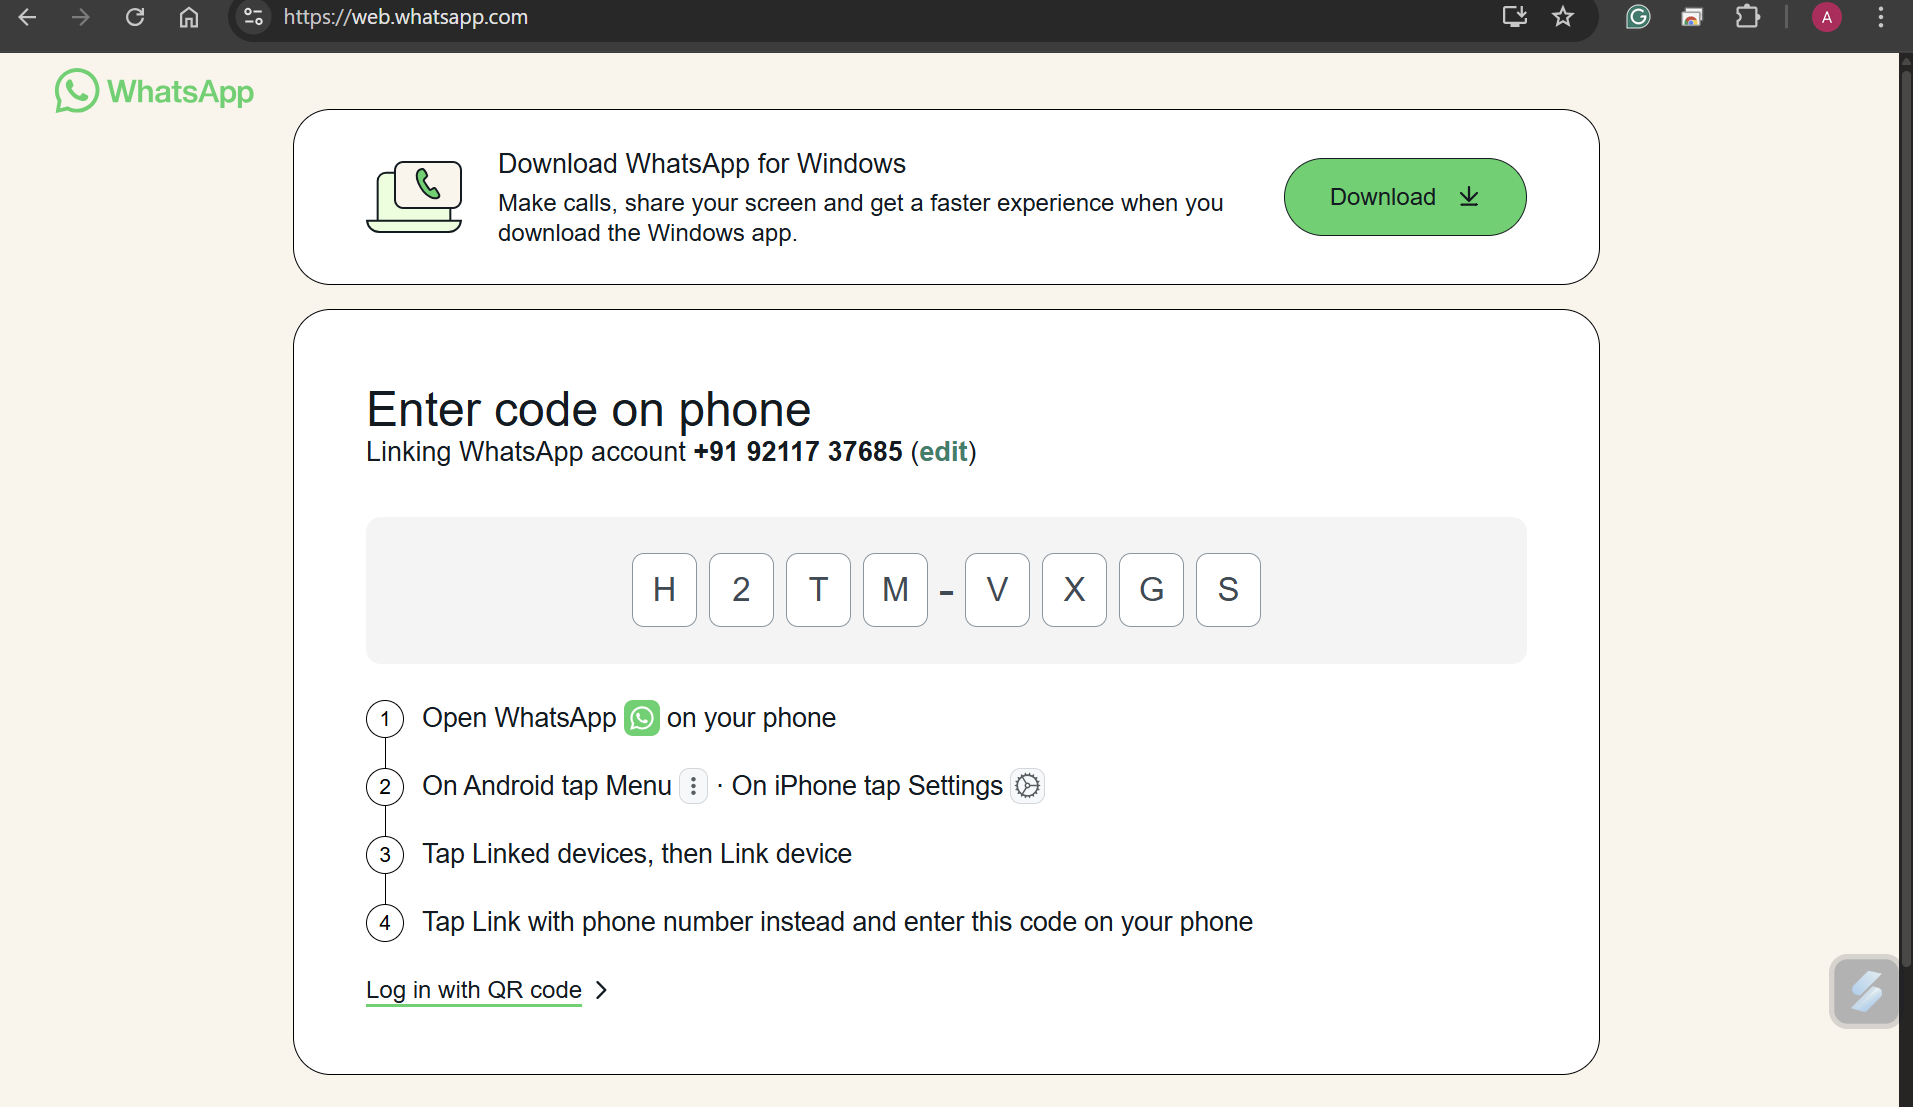 https://web.whatsapp.com
A
WhatsApp
Download WhatsApp for Windows
Make calls, share your screen and get a faster experience when you
download the Windows app.
Download
Enter code on phone
Linking WhatsApp account +91 92117 37685 (edit)
H 2 T M - V X G S
1 Open WhatsApp on your phone
2 On Android tap Menu · On iPhone tap Settings
3 Tap Linked devices, then Link device
4 Tap Link with phone number instead and enter this code on your phone
Log in with QR code